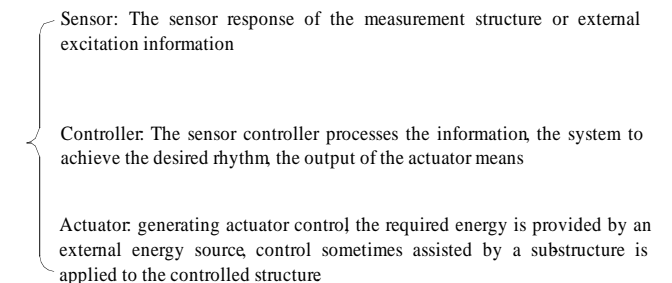 Sensor: The sensor response of the measurement structure or external
excitation information
Controller: The sensor controller processes the information, the system to
achieve the desired rhythm, the output of the actuator means
Actuator: generating actuator control, the required energy is provided by an
external energy source, control sometimes assisted by a substructure is
applied to the controlled structure